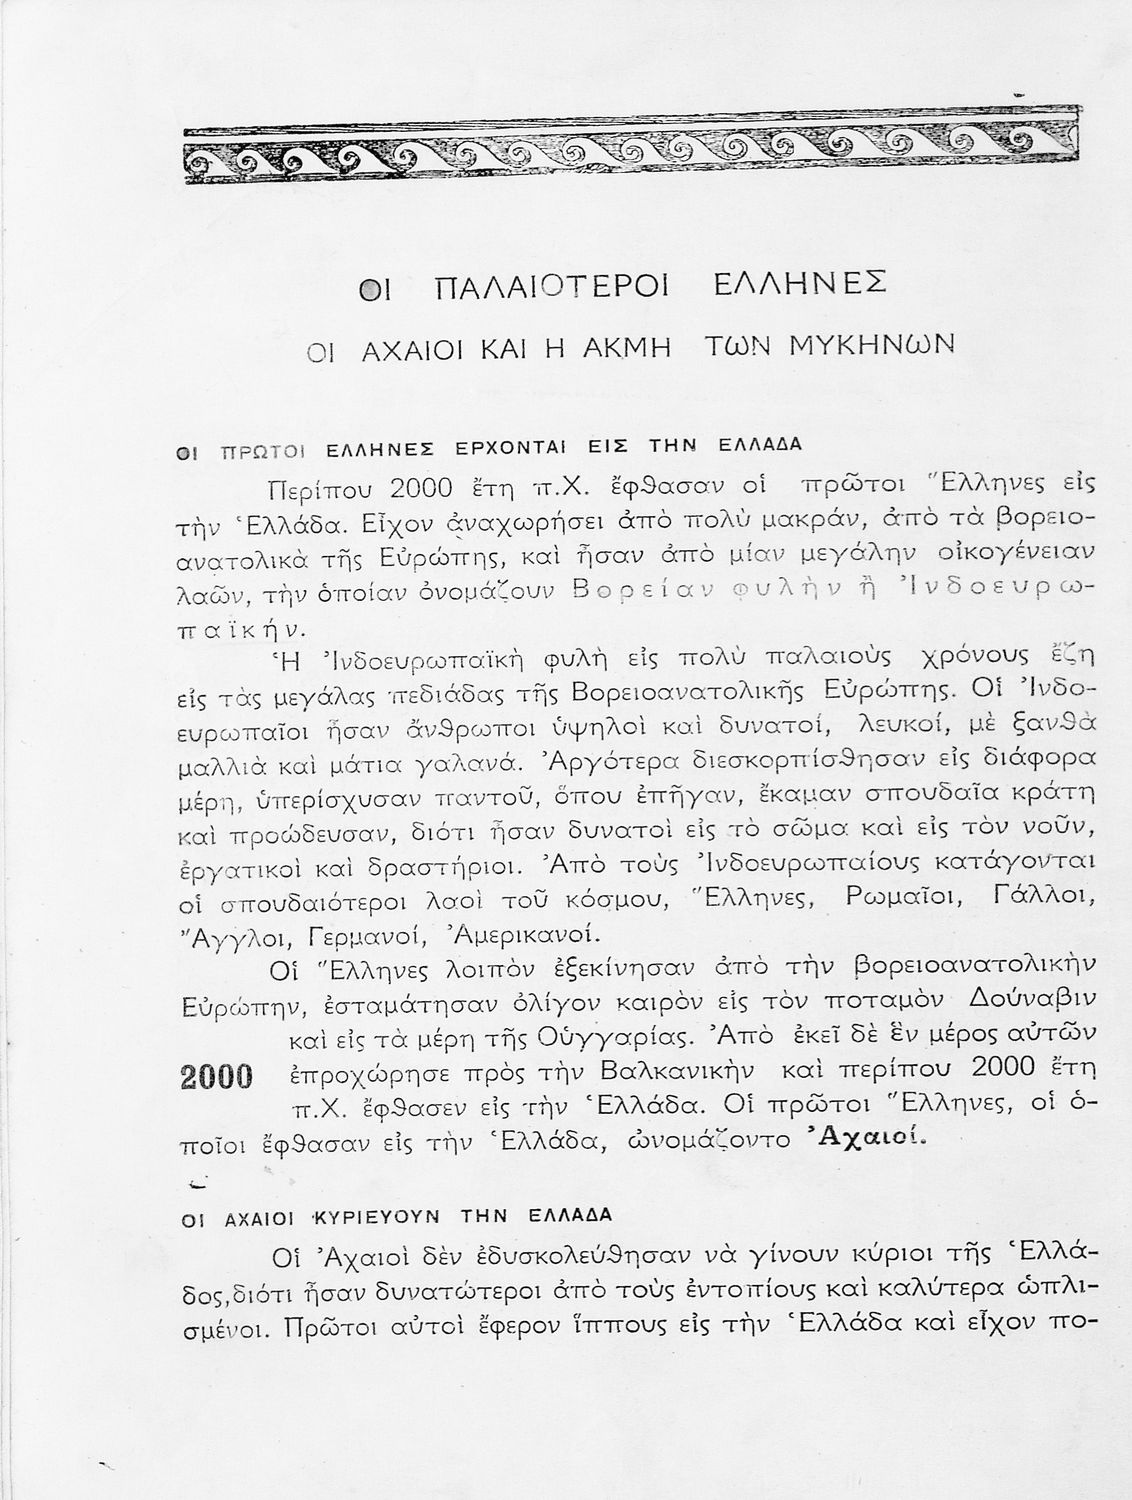 ΟΙ ΠΑΛΑΙΟΤΕΡΟΙ ΕΛΛΗΝΕΣ
ΟΙ ΑΧΑΙΟΙ ΚΑΙ Η ΑΚΜΗ ΤΩΝ ΜΥΚΗΝΩΝ
ΟΙ ΠΡΩΤΟΙ ΕΛΛΗΝΕΣ ΕΡΧΟΝΤΑΙ ΕΙΣ ΤΗΝ ΕΛΛΑΔΑ
Περίπου 2000 ἔτη π.Χ. ἔφθασαν οἱ πρῶτοι Ἕλληνες εἰς
τὴν Ἑλλάδα. Εἶχον ἀναχωρήσει ἀπὸ πολὺ μακράν, ἀπὸ τὰ βορειο-
ανατολικὰ τῆς Εὐρώπης, καὶ ἦσαν ἀπὸ μίαν μεγάλην οἰκογένειαν
λαῶν, τὴν ὁποίαν ὀνομάζουν Βορείαν φυλὴν ἢ Ἰνδοευρω-
παϊκήν.
Ἡ Ἰνδοευρωπαϊκὴ φυλὴ εἰς πολὺ παλαιοὺς χρόνους ἔζη
εἰς τὰς μεγάλας πεδιάδας τῆς Βορειοανατολικῆς Εὐρώπης. Οἱ Ἰνδο-
ευρωπαῖοι ἦσαν ἄνθρωποι ὑψηλοὶ καὶ δυνατοί, λευκοί, μὲ ξανθὰ
μαλλιὰ καὶ μάτια γαλανά. Ἀργότερα διεσκορπίσθησαν εἰς διάφορα
μέρη, ὑπερίσχυσαν παντοῦ, ὅπου ἐπῆγαν, ἔκαμαν σπουδαῖα κράτη
καὶ προώδευσαν, διότι ἦσαν δυνατοὶ εἰς τὸ σῶμα καὶ εἰς τὸν νοῦν,
ἐργατικοὶ καὶ δραστήριοι. Ἀπὸ τοὺς Ἰνδοευρωπαίους κατάγονται
οἱ σπουδαιότεροι λαοὶ τοῦ κόσμου, Ἕλληνες, Ρωμαῖοι, Γάλλοι,
Ἄγγλοι, Γερμανοί, Ἀμερικανοί.
Οἱ Ἕλληνες λοιπὸν ἐξεκίνησαν ἀπὸ τὴν βορειοανατολικὴν
Εὐρώπην, ἐσταμάτησαν ὀλίγον καιρὸν εἰς τὸν ποταμὸν Δούναβιν
καὶ εἰς τὰ μέρη τῆς Οὑγγαρίας. Ἀπὸ ἐκεῖ δὲ ἓν μέρος αὐτῶν
2000 ἐπροχώρησε πρὸς τὴν Βαλκανικὴν καὶ περίπου 2000 ἔτη
π.Χ. ἔφθασεν εἰς τὴν Ἑλλάδα. Οἱ πρῶτοι Ἕλληνες, οἱ ὁ-
ποῖοι ἔφθασαν εἰς τὴν Ἑλλάδα, ὠνομάζοντο Ἀχαιοί.
ΟΙ ΑΧΑΙΟΙ ΚΥΡΙΕΥΟΥΝ ΤΗΝ ΕΛΛΑΔΑ
Οἱ Ἀχαιοὶ δὲν ἐδυσκολεύθησαν νὰ γίνουν κύριοι τῆς Ἑλλά-
δος,διότι ἦσαν δυνατώτεροι ἀπὸ τοὺς ἐντοπίους καὶ καλύτερα ὡπλι-
σμένοι. Πρῶτοι αὐτοὶ ἔφερον ἵππους εἰς τὴν Ἑλλάδα καὶ εἶχον πο-